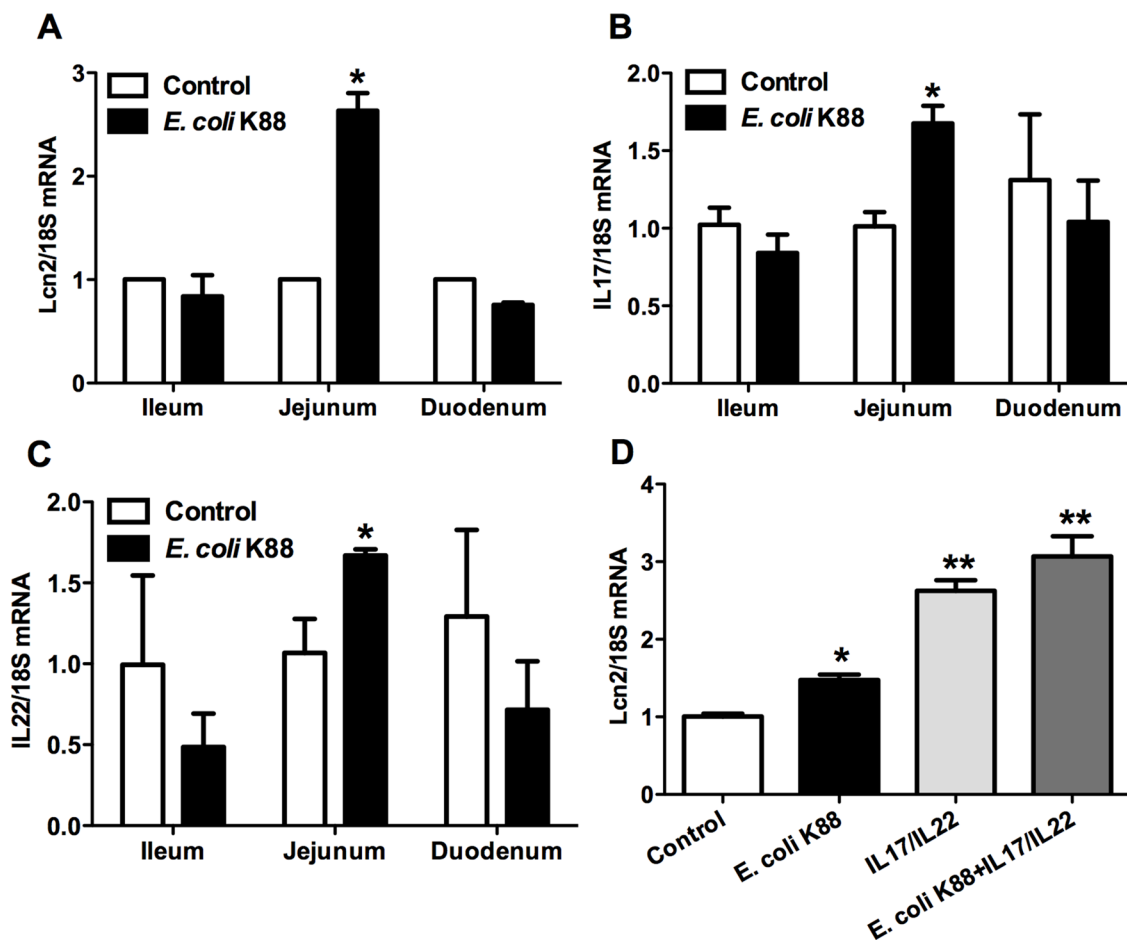 A
Lcn2/18S mRNA
3
2
1
0
Control
E. coli K88
*
Ileum
Jejunum
Duodenum
B
IL17/18S mRNA
2.0
1.5
1.0
0.5
0.0
Control
E. coli K88
*
Ileum
Jejunum
Duodenum
C
IL22/18S mRNA
2.0
1.5
1.0
0.5
0.0
Control
E. coli K88
*
Ileum
Jejunum
Duodenum
D
Lcn2/18S mRNA
4
3
2
1
0
*
**
**
Control
E. coli K88
IL17/IL22
E. coli K88+IL17/IL22